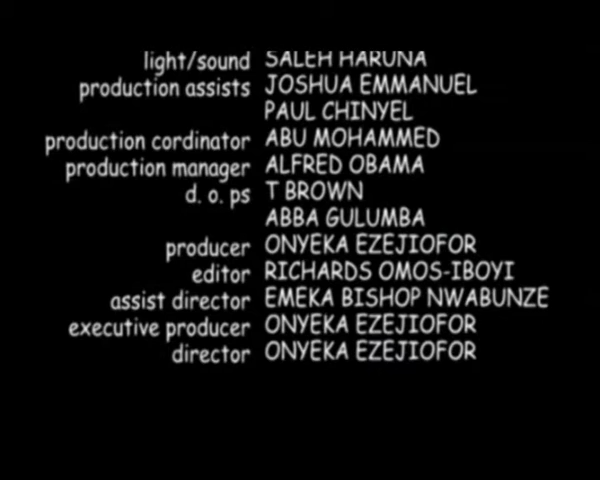 light/sound SALEH HARUNA
production assists JOSHUA EMMANUEL
PAUL CHINYEL
production cordinator ABU MOHAMMED
production manager ALFRED OBAMA
d. o. ps T BROWN
ABBA GULUMBA
producer ONYEKA EZEJIOFOR
editor RICHARDS OMOS-IBOYI
assist director EMEKA BISHOP NWABUNZE
executive producer ONYEKA EZEJIOFOR
director ONYEKA EZEJIOFOR